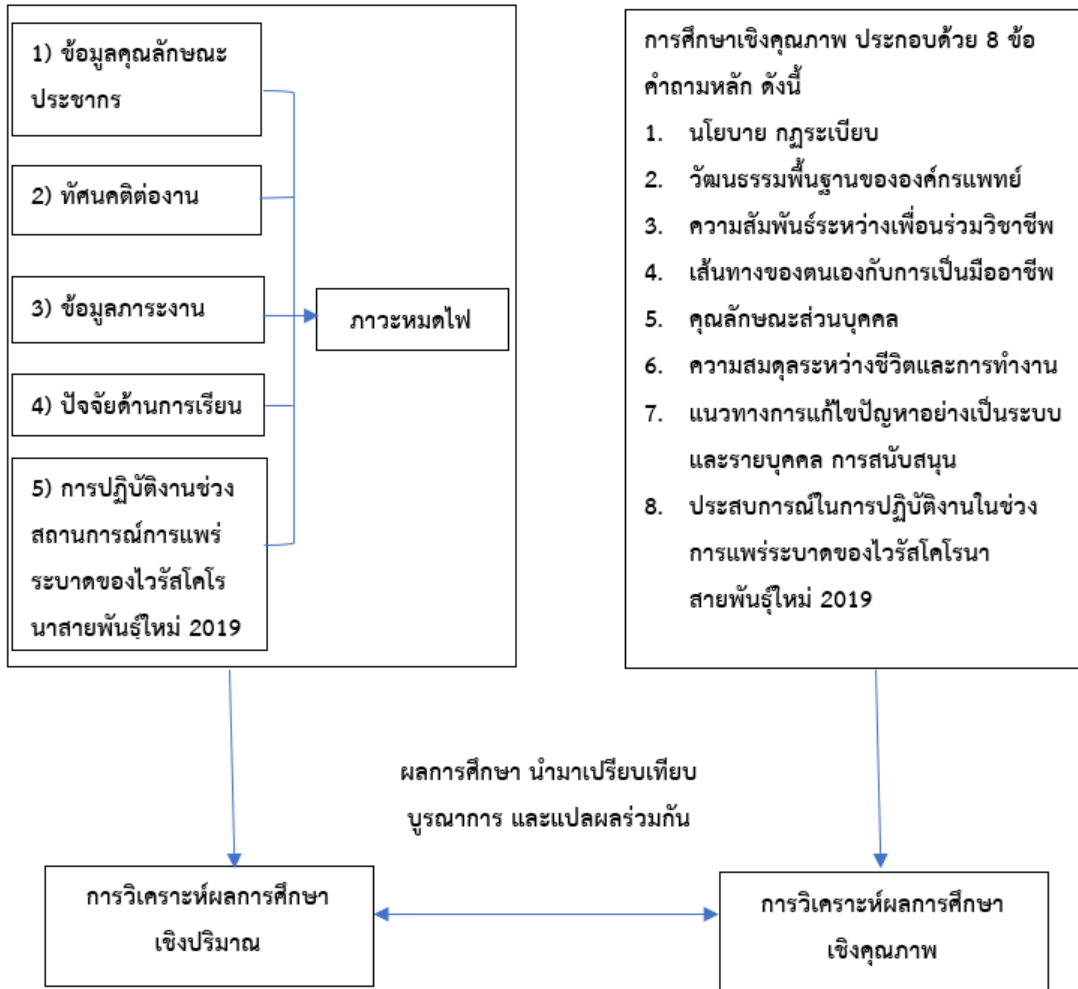 1) ข้อมูลคุณลักษณะ
ประชากร
2) ทัศนคติต่องาน
3) ข้อมูลภาระงาน
4) ปัจจัยด้านการเรียน
5) การปฏิบัติงานช่วง
สถานการณ์การแพร่
ระบาดของไวรัสโคโร
นาสายพันธุ์ใหม่ 2019
ภาวะหมดไฟ
การศึกษาเชิงคุณภาพ ประกอบด้วย 8 ข้อ
คำถามหลัก ดังนี้
1. นโยบาย กฎระเบียบ
2. วัฒนธรรมพื้นฐานขององค์กรแพทย์
3. ความสัมพันธ์ระหว่างเพื่อนร่วมวิชาชีพ
4. เส้นทางของตนเองกับการเป็นมืออาชีพ
5. คุณลักษณะส่วนบุคคล
6. ความสมดุลระหว่างชีวิตและการทำงาน
7. แนวทางการแก้ไขปัญหาอย่างเป็นระบบ
และรายบุคคล การสนับสนุน
8. ประสบการณ์ในการปฏิบัติงานในช่วง
การแพร่ระบาดของไวรัสโคโรนา
สายพันธุ์ใหม่ 2019
ผลการศึกษา นำมาเปรียบเทียบ
บูรณาการ และแปลผลร่วมกัน
การวิเคราะห์ผลการศึกษา
เชิงปริมาณ
การวิเคราะห์ผลการศึกษา
เชิงคุณภาพ